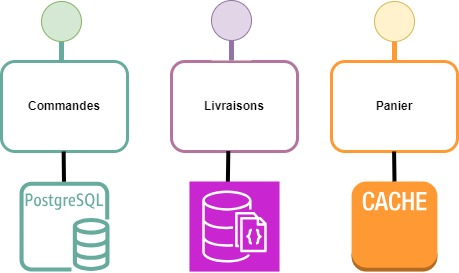 Commandes
Livraisons
Panier
PostgreSQL
{}
CACHE